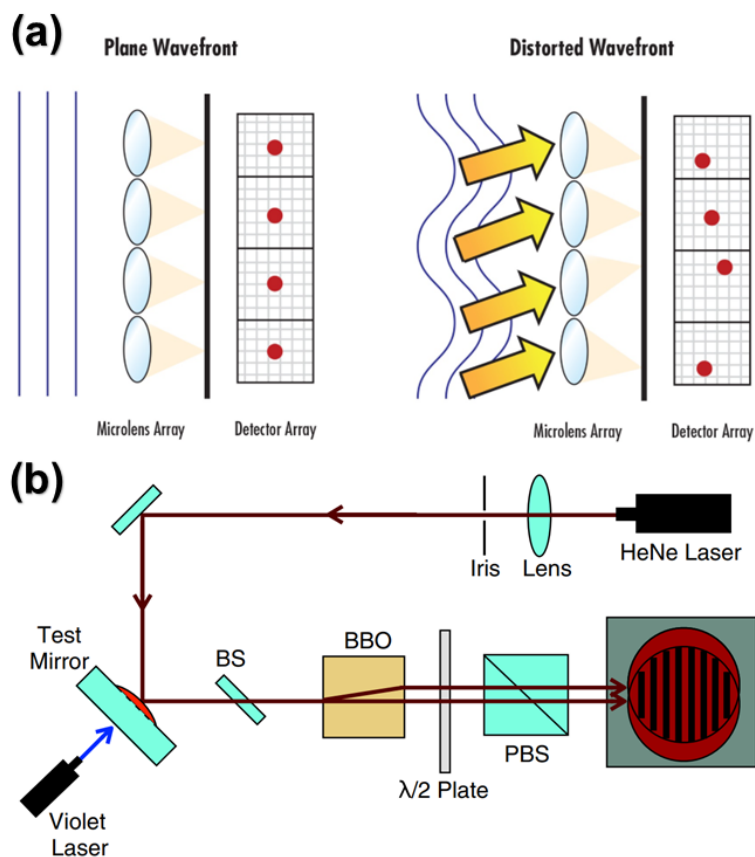 (a)
Plane Wavefront
Distorted Wavefront
Microlens Array
Detector Array
Microlens Array
Detector Array
(b)
Iris
Lens
HeNe Laser
Test
Mirror
BS
BBO
PBS
λ/2 Plate
Violet
Laser